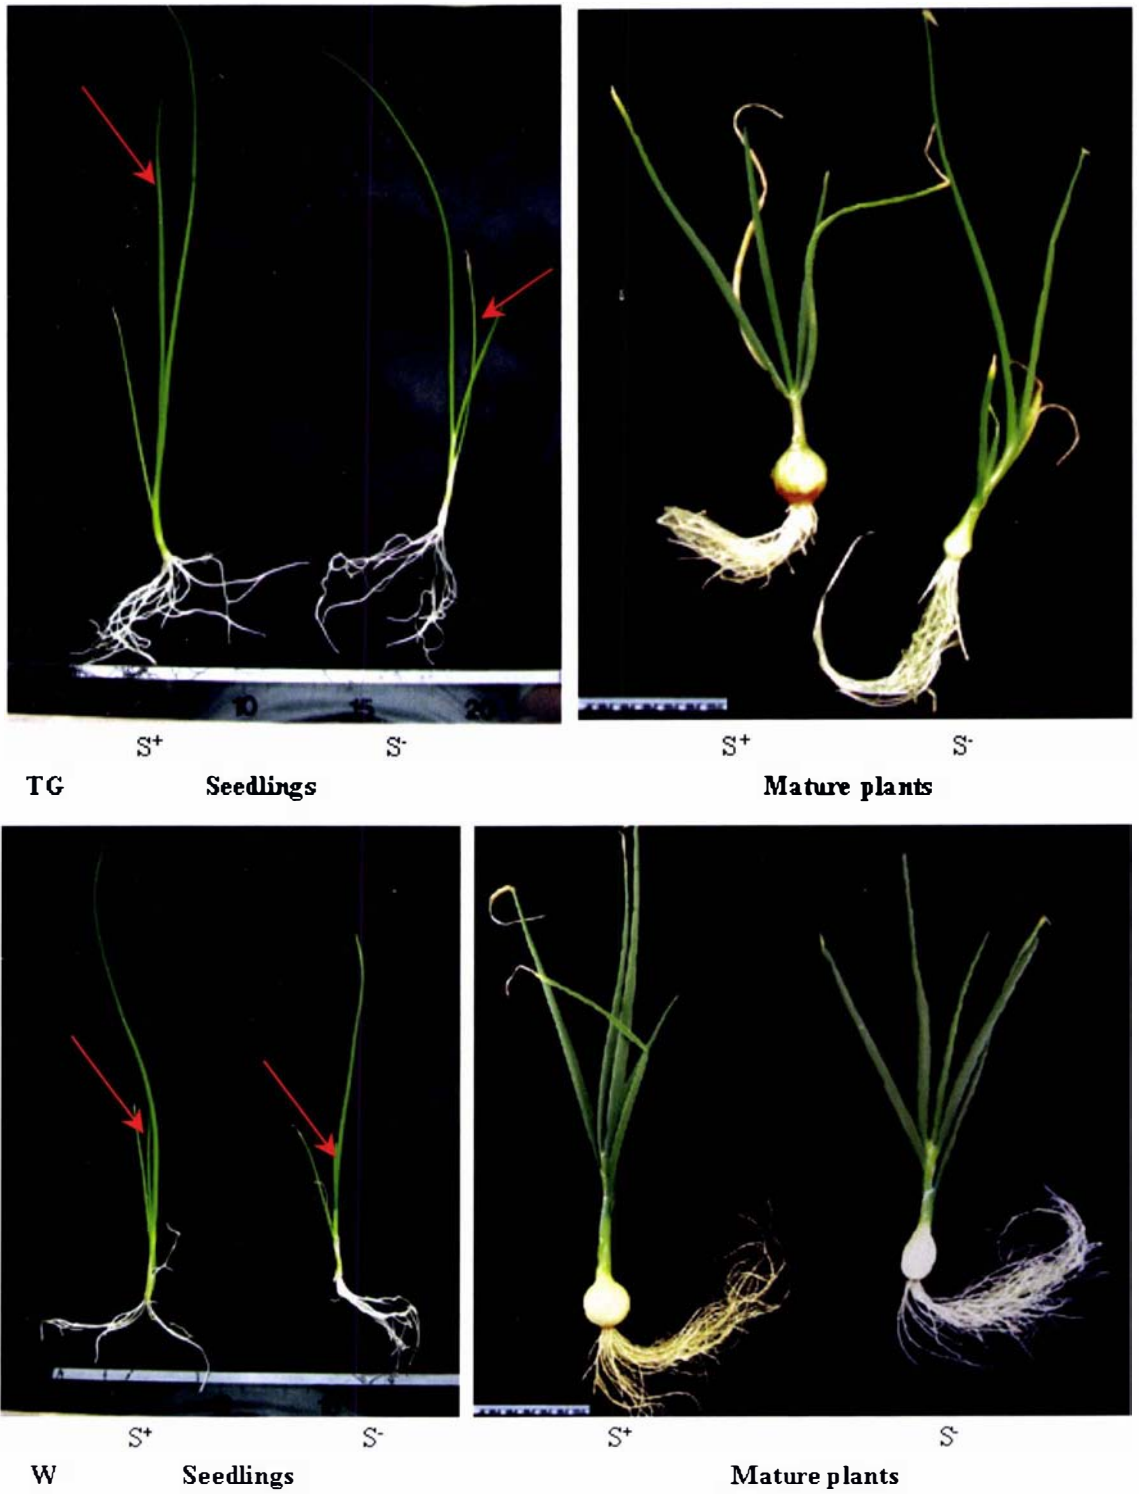 10 15 20
S+ S-
S+ S-
TG Seedlings
Mature plants
S+ S-
S+ S-
W Seedlings
Mature plants